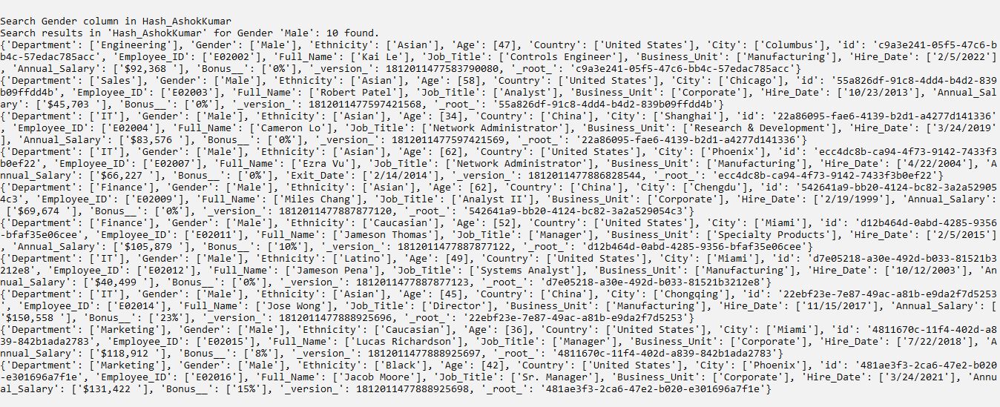 Search Gender column in Hash_AshokKumar
Search results in 'Hash_AshokKumar' for Gender 'Male': 10 found.
{'Department': ['Engineering'], 'Gender': ['Male'], 'Ethnicity': ['Asian'], 'Age': [47], 'Country': ['United States'], 'City': ['Columbus'], 'id': 'c9a3e241-05f5-47c6-b
b4c-57edac785acc', 'Employee_ID': ['E02002'], 'Full_Name': ['Kai Le'], 'Job_Title': ['Controls Engineer'], 'Business_Unit': ['Manufacturing'], 'Hire_Date': ['2/5/2022']
, 'Annual_Salary': ['$92,368 '], 'Bonus__': ['0%'], '_version_': 1812011477583790080, '_root_': 'c9a3e241-05f5-47c6-bb4c-57edac785acc'}
{'Department': ['Sales'], 'Gender': ['Male'], 'Ethnicity': ['Asian'], 'Age': [58], 'Country': ['United States'], 'City': ['Chicago'], 'id': '55a826df-91c8-4dd4-b4d2-839
b09ffdd4b', 'Employee_ID': ['E02003'], 'Full_Name': ['Robert Patel'], 'Job_Title': ['Analyst'], 'Business_Unit': ['Corporate'], 'Hire_Date': ['10/23/2013'], 'Annual_Sal
ary': ['$45,703 '], 'Bonus__': ['0%'], '_version_': 1812011477597421568, '_root_': '55a826df-91c8-4dd4-b4d2-839b09ffdd4b'}
{'Department': ['IT'], 'Gender': ['Male'], 'Ethnicity': ['Asian'], 'Age': [34], 'Country': ['China'], 'City': ['Shanghai'], 'id': '22a86095-fae6-4139-b2d1-a4277d141336'
, 'Employee_ID': ['E02004'], 'Full_Name': ['Cameron Lo'], 'Job_Title': ['Network Administrator'], 'Business_Unit': ['Research & Development'], 'Hire_Date': ['3/24/2019'
], 'Annual_Salary': ['$83,576 '], 'Bonus__': ['0%'], '_version_': 1812011477597421569, '_root_': '22a86095-fae6-4139-b2d1-a4277d141336'}
{'Department': ['IT'], 'Gender': ['Male'], 'Ethnicity': ['Asian'], 'Age': [62], 'Country': ['United States'], 'City': ['Phoenix'], 'id': 'ecc4dc8b-ca94-4f73-9142-7433f3
b0ef22', 'Employee_ID': ['E02007'], 'Full_Name': ['Ezra Vu'], 'Job_Title': ['Network Administrator'], 'Business_Unit': ['Manufacturing'], 'Hire_Date': ['4/22/2004'], 'A
nnual_Salary': ['$66,227 '], 'Bonus__': ['0%'], 'Exit_Date': ['2/14/2014'], '_version_': 1812011477886828544, '_root_': 'ecc4dc8b-ca94-4f73-9142-7433f3b0ef22'}
{'Department': ['Finance'], 'Gender': ['Male'], 'Ethnicity': ['Asian'], 'Age': [62], 'Country': ['China'], 'City': ['Chengdu'], 'id': '542641a9-bb20-4124-bc82-3a2a52905
4c3', 'Employee_ID': ['E02009'], 'Full_Name': ['Miles Chang'], 'Job_Title': ['Analyst II'], 'Business_Unit': ['Corporate'], 'Hire_Date': ['2/19/1999'], 'Annual_Salary':
 ['$69,674 '], 'Bonus__': ['0%'], '_version_': 1812011477887877120, '_root_': '542641a9-bb20-4124-bc82-3a2a529054c3'}
{'Department': ['Finance'], 'Gender': ['Male'], 'Ethnicity': ['Caucasian'], 'Age': [52], 'Country': ['United States'], 'City': ['Miami'], 'id': 'd12b464d-0abd-4285-9356
-bfaf35e06cee', 'Employee_ID': ['E02011'], 'Full_Name': ['Jameson Thomas'], 'Job_Title': ['Manager'], 'Business_Unit': ['Specialty Products'], 'Hire_Date': ['2/5/2015']
, 'Annual_Salary': ['$105,879 '], 'Bonus__': ['10%'], '_version_': 1812011477887877122, '_root_': 'd12b464d-0abd-4285-9356-bfaf35e06cee'}
{'Department': ['IT'], 'Gender': ['Male'], 'Ethnicity': ['Latino'], 'Age': [49], 'Country': ['United States'], 'City': ['Miami'], 'id': 'd7e05218-a30e-492d-b033-81521b3
212e8', 'Employee_ID': ['E02012'], 'Full_Name': ['Jameson Pena'], 'Job_Title': ['Systems Analyst'], 'Business_Unit': ['Manufacturing'], 'Hire_Date': ['10/12/2003'], 'An
nual_Salary': ['$40,499 '], 'Bonus__': ['0%'], '_version_': 1812011477887877123, '_root_': 'd7e05218-a30e-492d-b033-81521b3212e8'}
{'Department': ['IT'], 'Gender': ['Male'], 'Ethnicity': ['Asian'], 'Age': [45], 'Country': ['China'], 'City': ['Chongqing'], 'id': '22ebf23e-7e87-49ac-a81b-e9da2f7d5253
', 'Employee_ID': ['E02014'], 'Full_Name': ['Jose Wong'], 'Job_Title': ['Director'], 'Business_Unit': ['Manufacturing'], 'Hire_Date': ['11/15/2017'], 'Annual_Salary': [
'$150,558 '], 'Bonus__': ['23%'], '_version_': 1812011477888925696, '_root_': '22ebf23e-7e87-49ac-a81b-e9da2f7d5253'}
{'Department': ['Marketing'], 'Gender': ['Male'], 'Ethnicity': ['Caucasian'], 'Age': [36], 'Country': ['United States'], 'City': ['Miami'], 'id': '4811670c-11f4-402d-a8
39-842b1ada2783', 'Employee_ID': ['E02015'], 'Full_Name': ['Lucas Richardson'], 'Job_Title': ['Manager'], 'Business_Unit': ['Corporate'], 'Hire_Date': ['7/22/2018'], 'A
nnual_Salary': ['$118,912 '], 'Bonus__': ['8%'], '_version_': 1812011477888925697, '_root_': '4811670c-11f4-402d-a839-842b1ada2783'}
{'Department': ['Marketing'], 'Gender': ['Male'], 'Ethnicity': ['Black'], 'Age': [42], 'Country': ['United States'], 'City': ['Phoenix'], 'id': '481ae3f3-2ca6-47e2-b020
-e301696a7f1e', 'Employee_ID': ['E02016'], 'Full_Name': ['Jacob Moore'], 'Job_Title': ['Sr. Manager'], 'Business_Unit': ['Corporate'], 'Hire_Date': ['3/24/2021'], 'Annu
al_Salary': ['$131,422 '], 'Bonus__': ['15%'], '_version_': 1812011477888925698, '_root_': '481ae3f3-2ca6-47e2-b020-e301696a7f1e'}